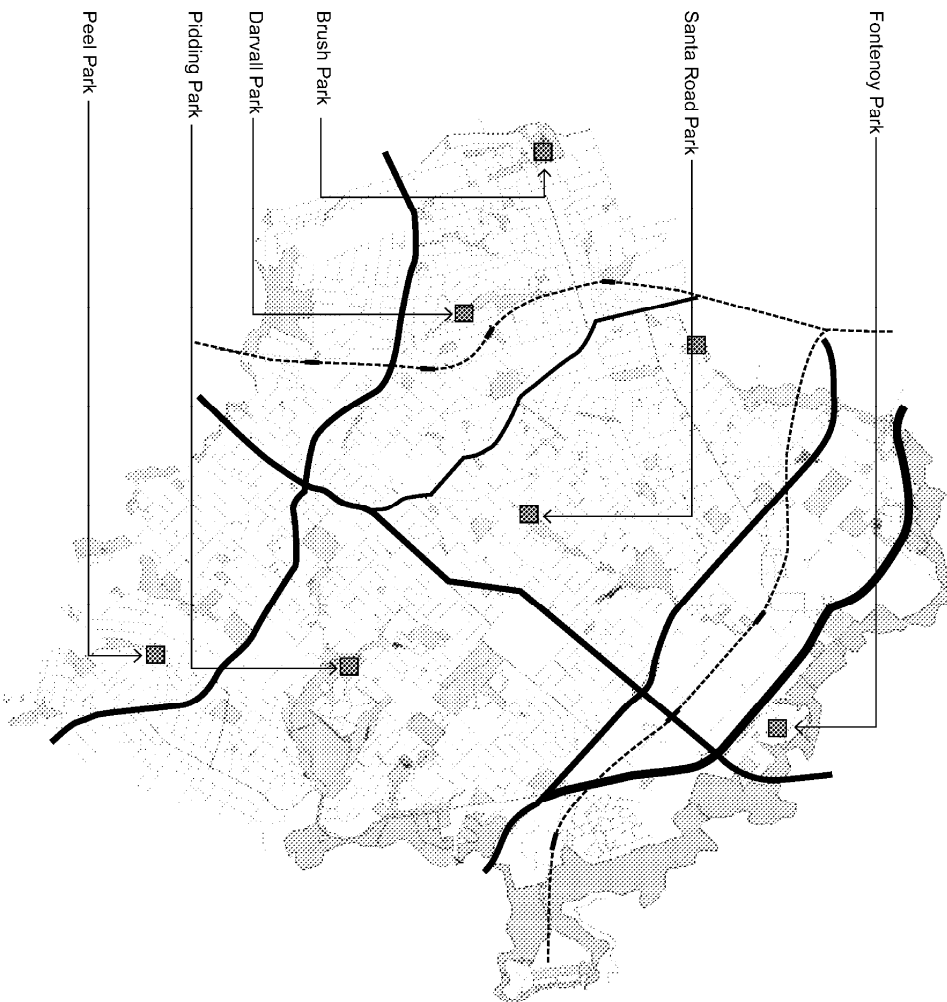 Peel Park
Pidding Park
Darvall Park
Brush Park
Santa Road Park
Fontenoy Park